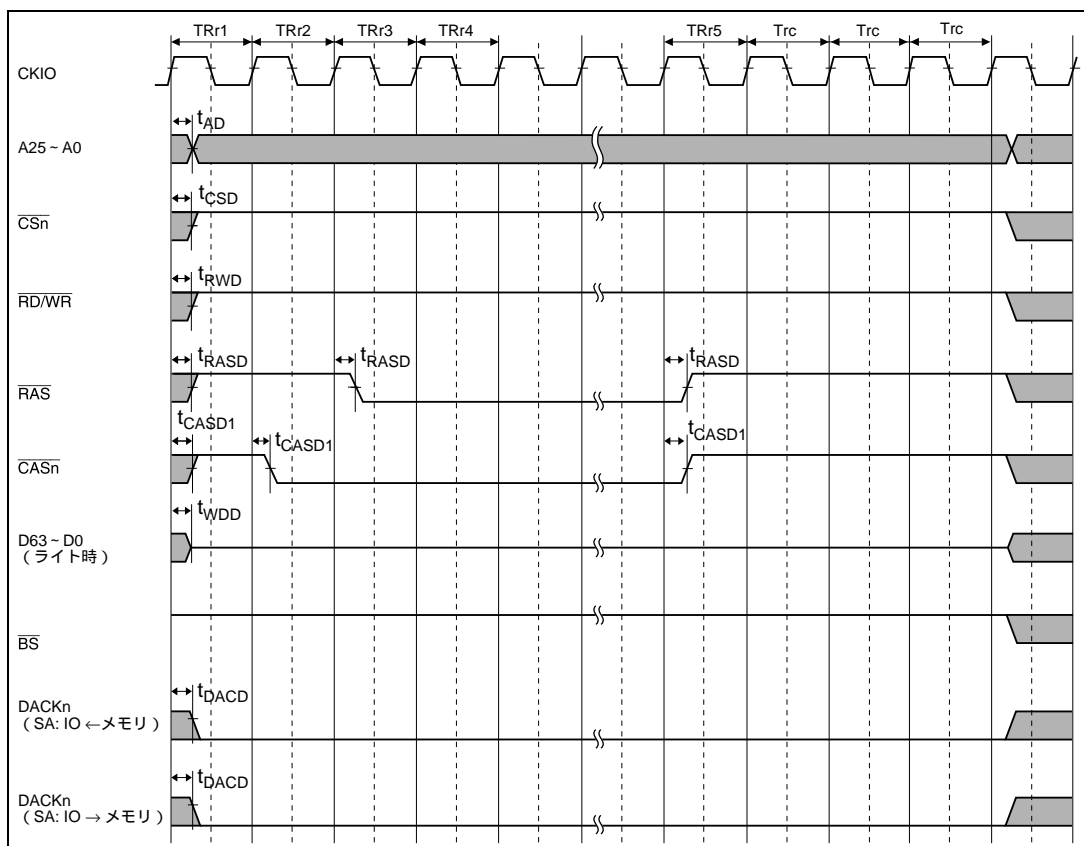 TRr1 TRr2 TRr3 TRr4 TRr5 Trc Trc Trc
CKIO
tAD
A25～A0
tCSD
CSn
tRWD
RD/WR
tRASD tRASD tRASD
RAS
tCASD1 tCASD1 tCASD1
CASn
tWDD
D63～D0
（ライト時）
BS
tDACD
DACKn
（SA: IO ←メモリ）
tDACD
DACKn
（SA: IO → メモリ）